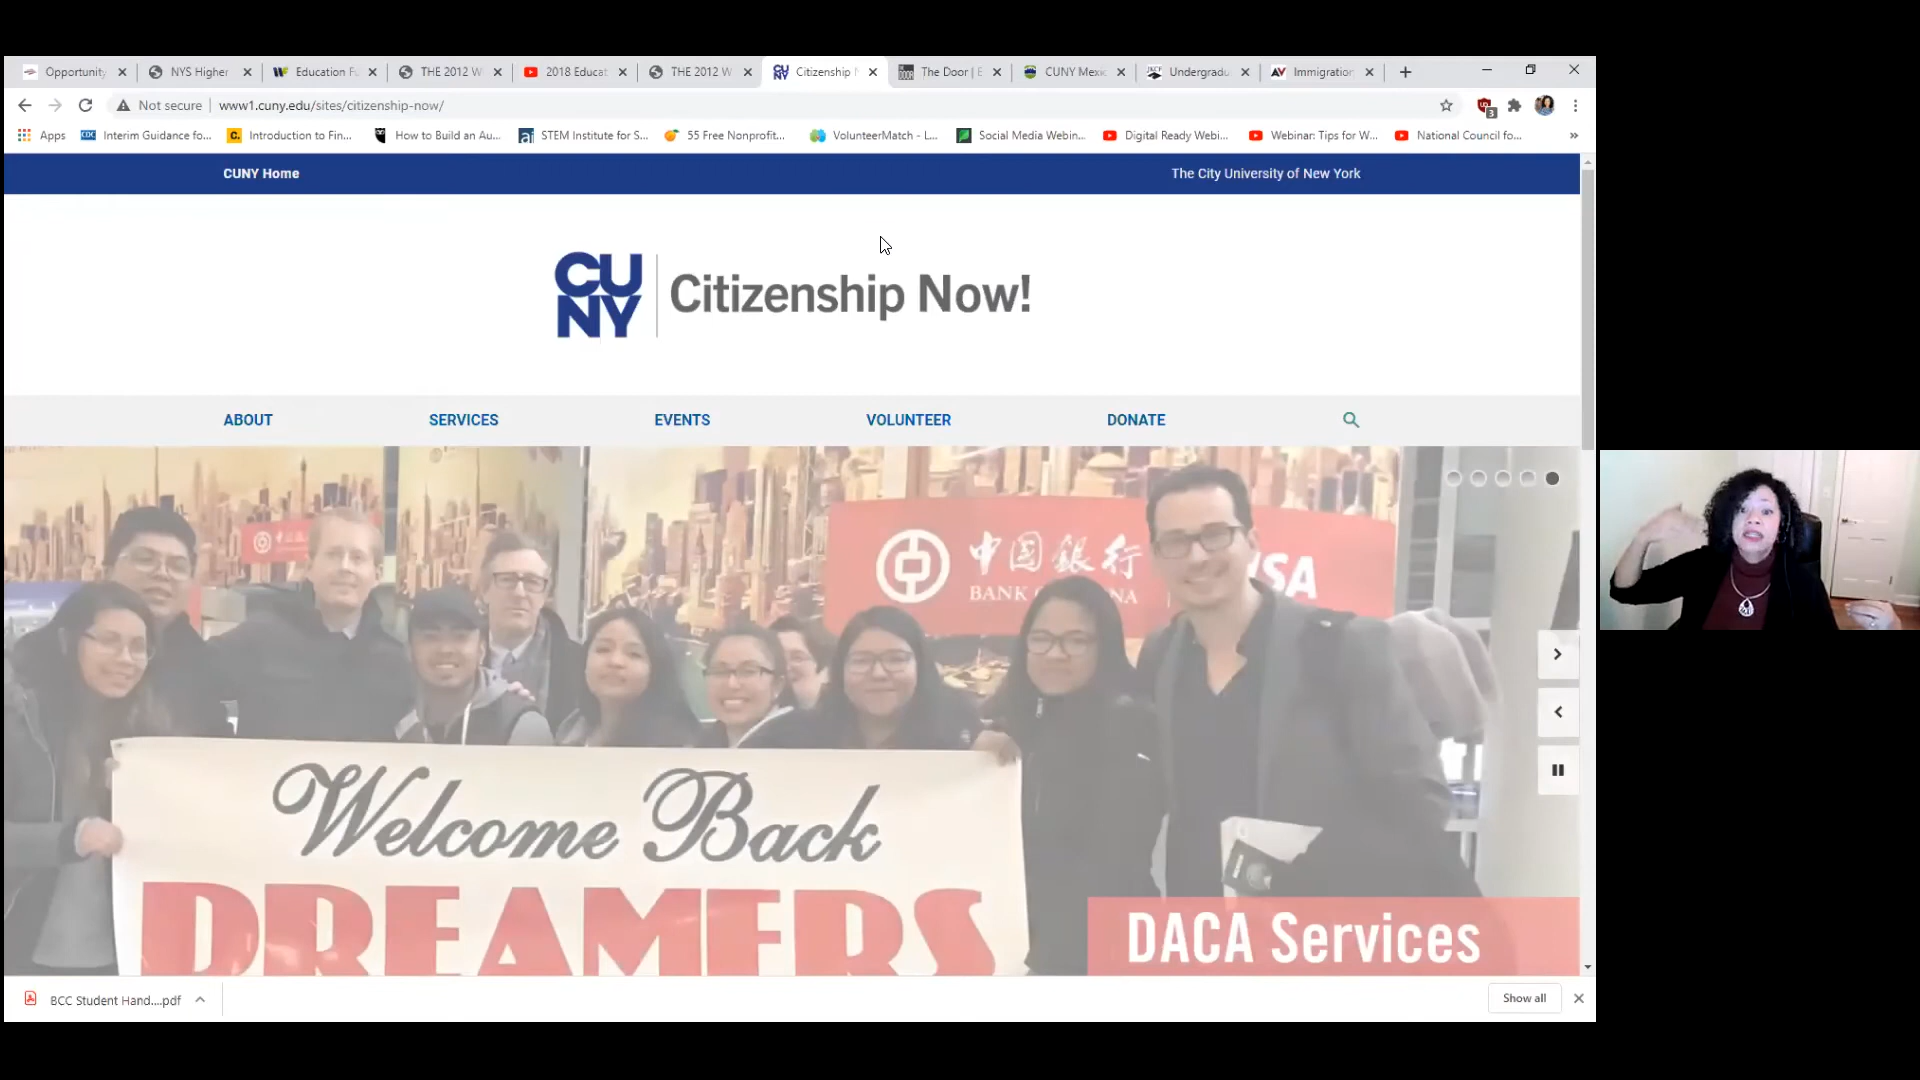 Opportunity
NYS Higher
Education Fu
THE 2012 W
2018 Educat
THE 2012 W
Citizenship N
The Door | E
CUNY Mexic
Undergradu
Immigration
Not secure
www1.cuny.edu/sites/citizenship-now/
Apps
Interim Guidance fo...
Introduction to Fin...
How to Build an Au...
STEM Institute for S...
55 Free Nonprofit...
VolunteerMatch - L...
Social Media Webin...
Digital Ready Webi...
Webinar: Tips for W...
National Council fo...
CUNY Home
The City University of New York
CUNY
Citizenship Now!
ABOUT
SERVICES
EVENTS
VOLUNTEER
DONATE
中国銀行
BANK
Welcome Back
DREAMERS
DACA Services
BCC Student Hand....pdf
Show all